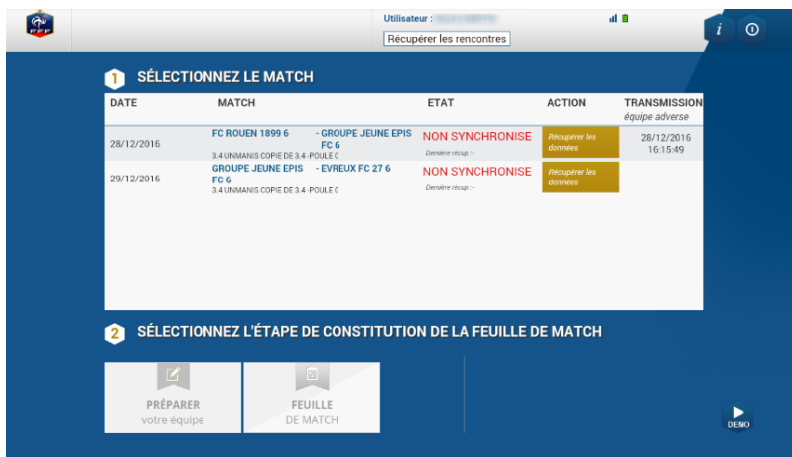 FFF
Utilisateur :
Récupérer les rencontres
i
1 SÉLECTIONNEZ LE MATCH
DATE MATCH ETAT ACTION TRANSMISSION
équipe adverse
28/12/2016 FC ROUEN 1899 6 - GROUPE JEUNE EPIS FC 6 NON SYNCHRONISE Récupérer les données 28/12/2016 16:15:49
3.4 UNMANIS COPIE DE 3.4 -POULE C Dernière récup :-
29/12/2016 GROUPE JEUNE EPIS FC 6 - EVREUX FC 27 6 NON SYNCHRONISE Récupérer les données
3.4 UNMANIS COPIE DE 3.4 -POULE C Dernière récup :-
2 SÉLECTIONNEZ L'ÉTAPE DE CONSTITUTION DE LA FEUILLE DE MATCH
PRÉPARER
votre équipe
FEUILLE
DE MATCH
DEMO